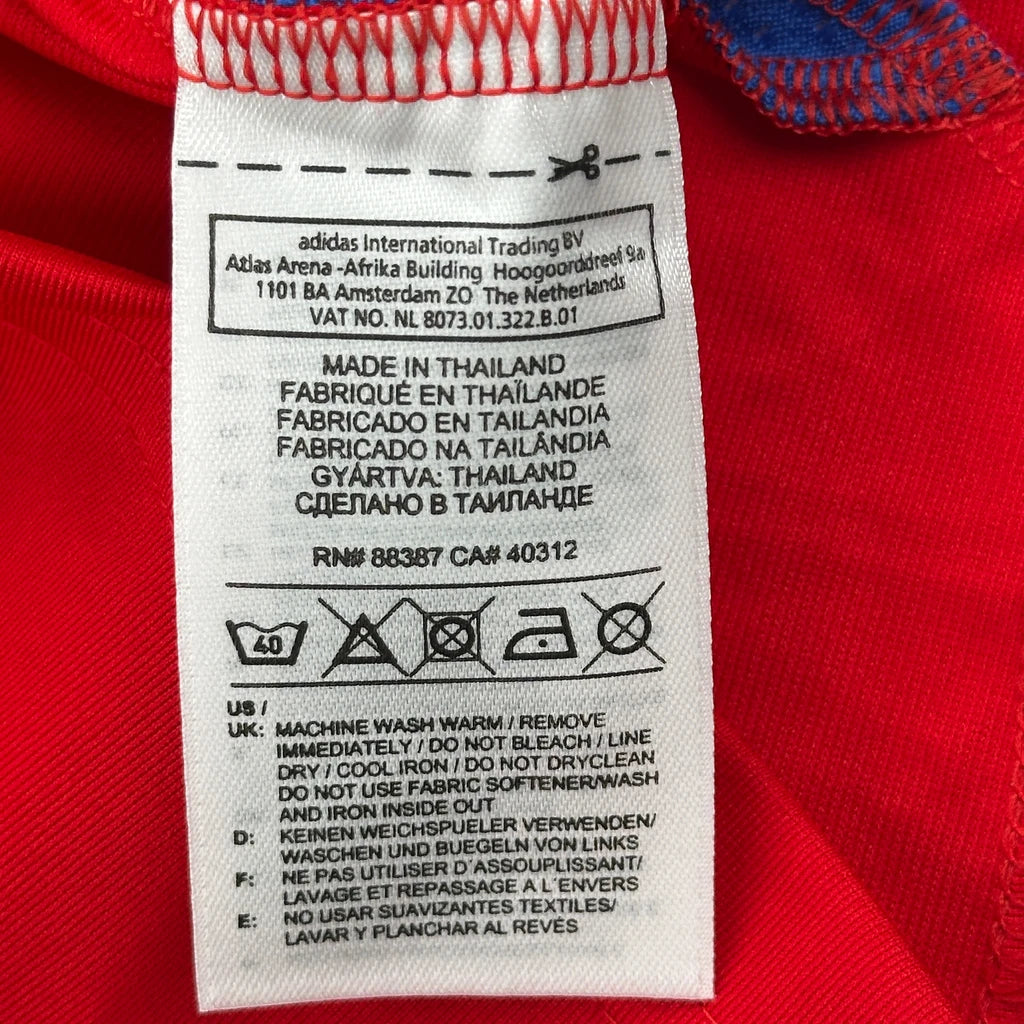 adidas International Trading BV
Atlas Arena -Afrika Building Hoogoorddreef 9a
1101 BA Amsterdam ZO The Netherlands
VAT NO. NL 8073.01.322.B.01
MADE IN THAILAND
FABRIQUÉ EN THAÏLANDE
FABRICADO EN TAILANDIA
FABRICADO NA TAILÂNDIA
GYÁRTVA: THAILAND
СДЕЛАНО В ТАИЛАНДЕ
RN# 88387 CA# 40312
40
US /
UK: MACHINE WASH WARM / REMOVE
IMMEDIATELY / DO NOT BLEACH / LINE
DRY / COOL IRON / DO NOT DRYCLEAN
DO NOT USE FABRIC SOFTENER/WASH
AND IRON INSIDE OUT
D: KEINEN WEICHSPUELER VERWENDEN/
WASCHEN UND BUEGELN VON LINKS
F: NE PAS UTILISER D´ASSOUPLISSANT/
LAVAGE ET REPASSAGE A L´ENVERS
E: NO USAR SUAVIZANTES TEXTILES/
LAVAR Y PLANCHAR AL REVÉS